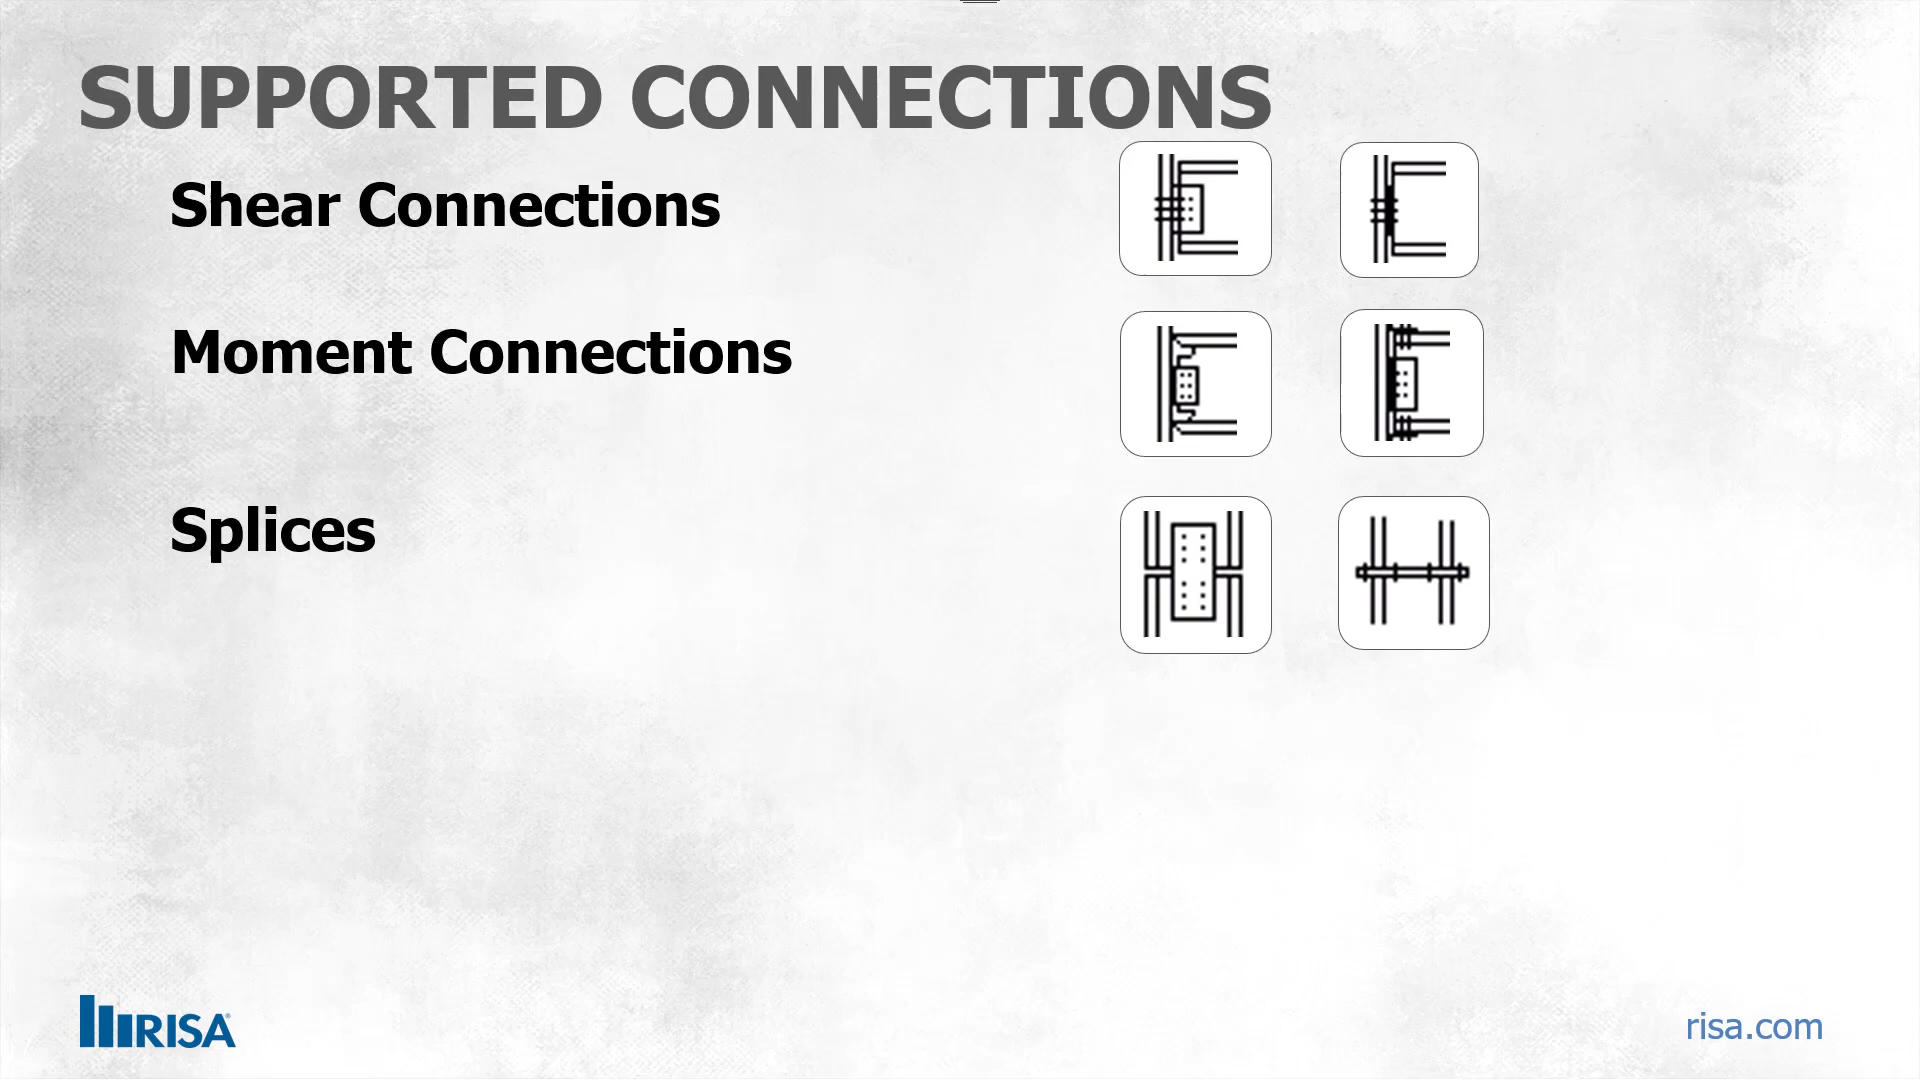 SUPPORTED CONNECTIONS
Shear Connections
Moment Connections
Splices
RISA®
risa.com